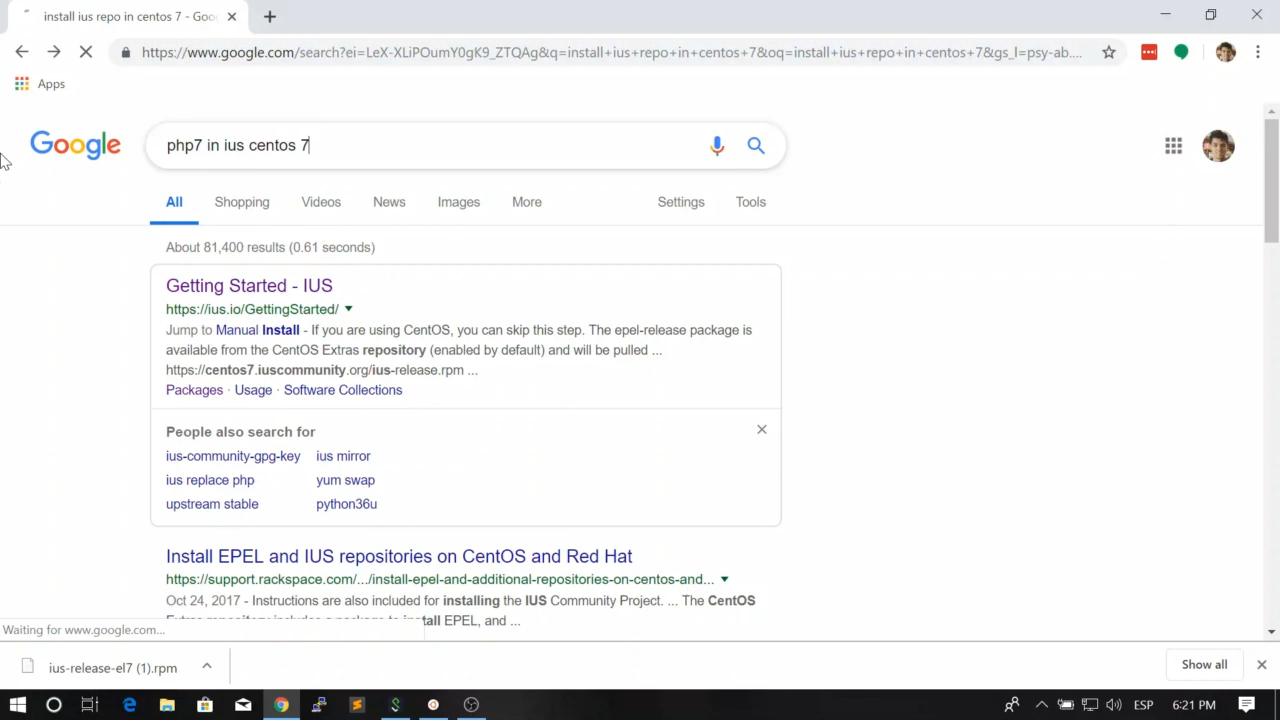 install ius repo in centos 7 - Goo
https://www.google.com/search?ei=LeX-XLiPOumY0gK9_ZTQAg&q=install+ius+repo+in+centos+7&oq=install+ius+repo+in+centos+7&gs_l=psy-ab....
Apps
Google
php7 in ius centos 7
All Shopping Videos News Images More Settings Tools
About 81,400 results (0.61 seconds)
Getting Started - IUS
https://ius.io/GettingStarted/
Jump to Manual Install - If you are using CentOS, you can skip this step. The epel-release package is
available from the CentOS Extras repository (enabled by default) and will be pulled ...
https://centos7.iuscommunity.org/ius-release.rpm ...
Packages · Usage · Software Collections
People also search for
ius-community-gpg-key ius mirror
ius replace php yum swap
upstream stable python36u
Install EPEL and IUS repositories on CentOS and Red Hat
https://support.rackspace.com/.../install-epel-and-additional-repositories-on-centos-and...
Oct 24, 2017 - Instructions are also included for installing the IUS Community Project. ... The CentOS
Extras repository includes a package to install EPEL, and ...
Waiting for www.google.com...
ius-release-el7 (1).rpm
Show all
ESP 6:21 PM